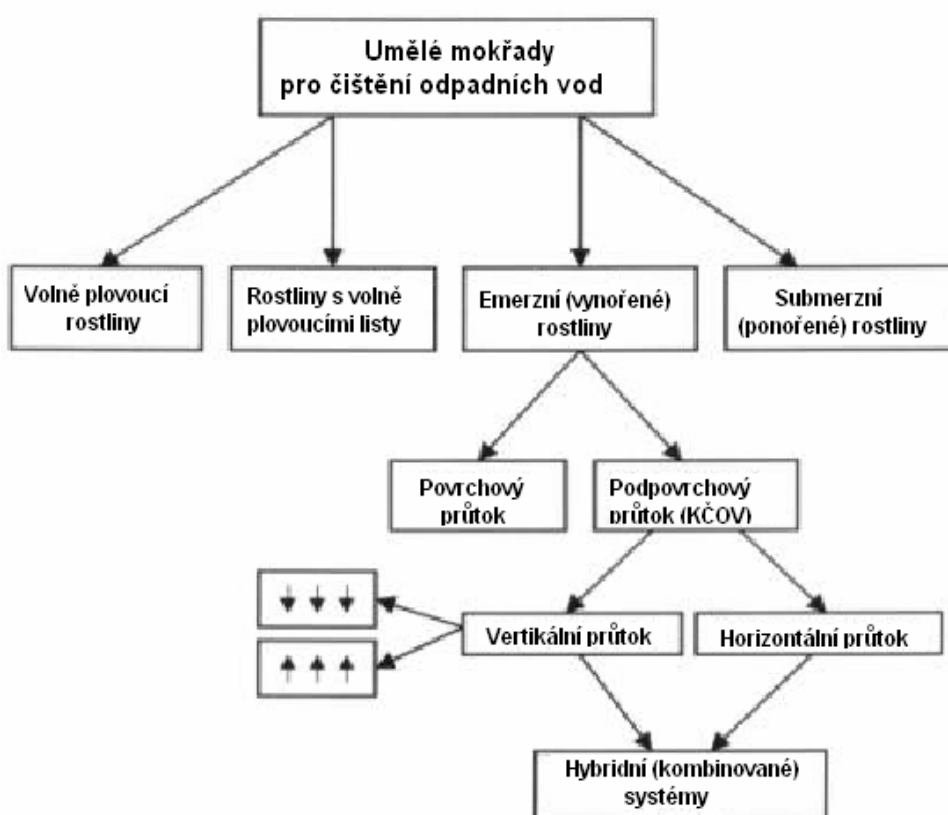 Umělé mokřady
pro čištění odpadních vod
Volně plovoucí
rostliny
Rostliny s volně
plovoucími listy
Emerzní (vynořené)
rostliny
Submerzní
(ponořené) rostliny
Povrchový
průtok
Podpovrchový
průtok (KČOV)
Vertikální průtok
Horizontální průtok
Hybridní (kombinované)
systémy